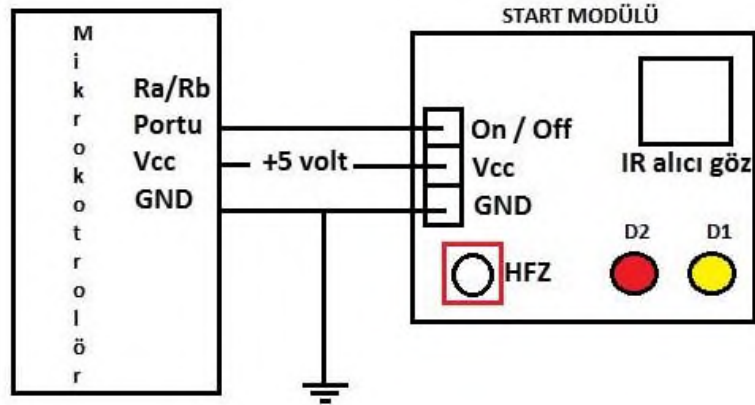 START MODÜLÜ
Mikrokotrolör
Ra/Rb
Portu
Vcc
GND
+5 volt
On / Off
Vcc
GND
IR alıcı göz
HFZ
D2
D1